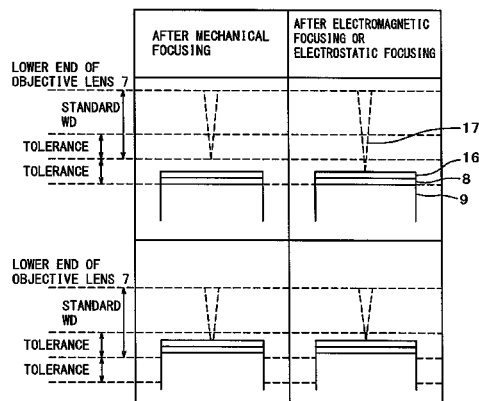 AFTER MECHANICAL
FOCUSING
AFTER ELECTROMAGNETIC
FOCUSING OR
ELECTROSTATIC FOCUSING
LOWER END OF
OBJECTIVE LENS 7
STANDARD
WD
TOLERANCE
TOLERANCE
17
16
8
9
LOWER END OF
OBJECTIVE LENS 7
STANDARD
WD
TOLERANCE
TOLERANCE